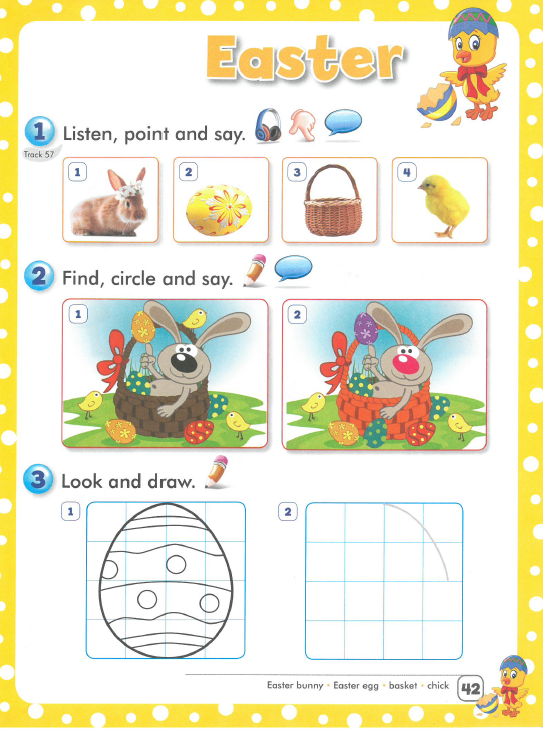 Easter
1 Listen, point and say.
Track 57
1
2
3
4
2 Find, circle and say.
1
2
3 Look and draw.
1
2
Easter bunny • Easter egg • basket • chick
42